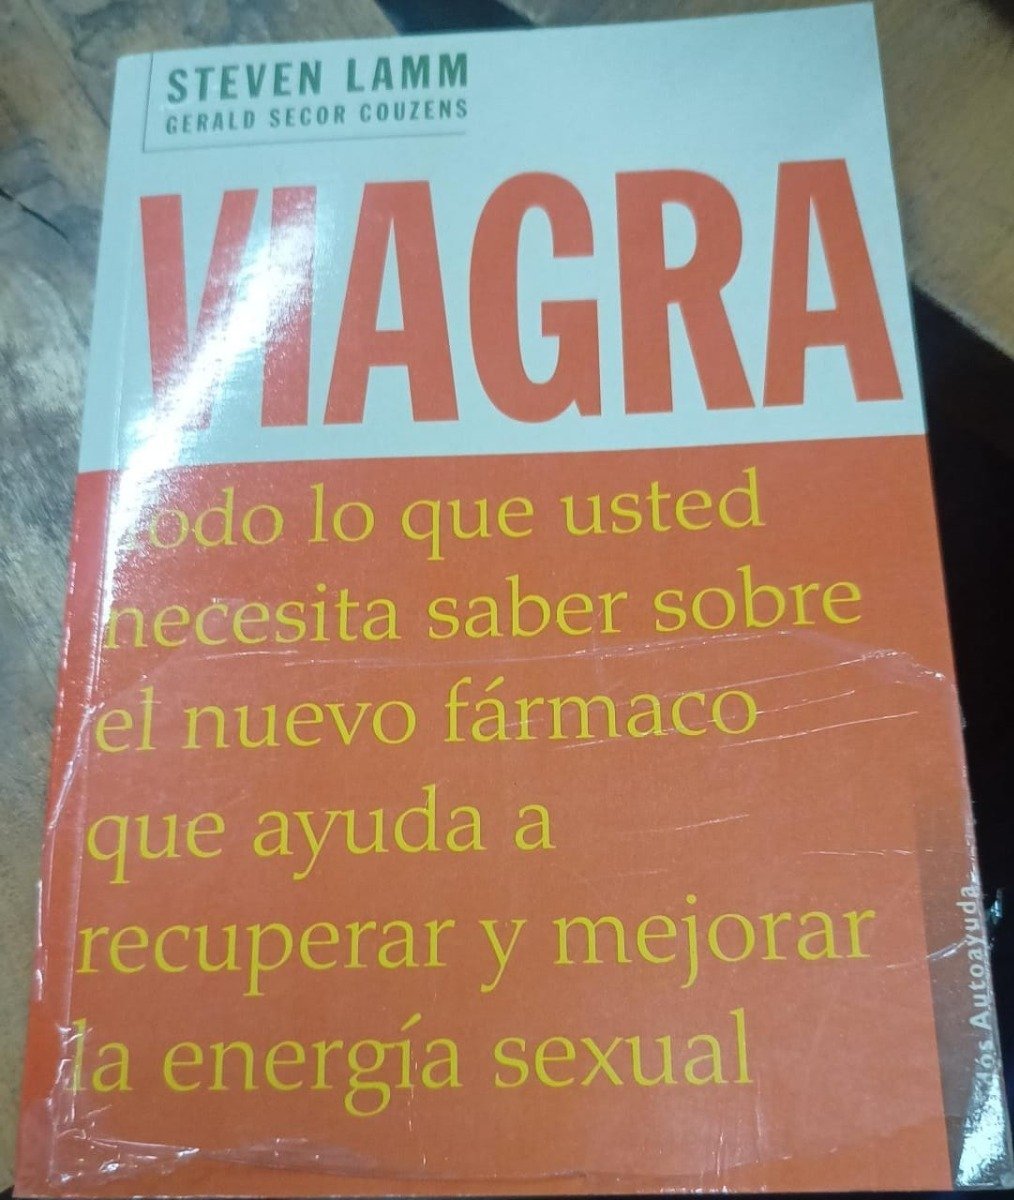 STEVEN LAMM
GERALD SECOR COUZENS
VIAGRA
Todo lo que usted
necesita saber sobre
el nuevo fármaco
que ayuda a
recuperar y mejorar
la energía sexual
Autoayuda